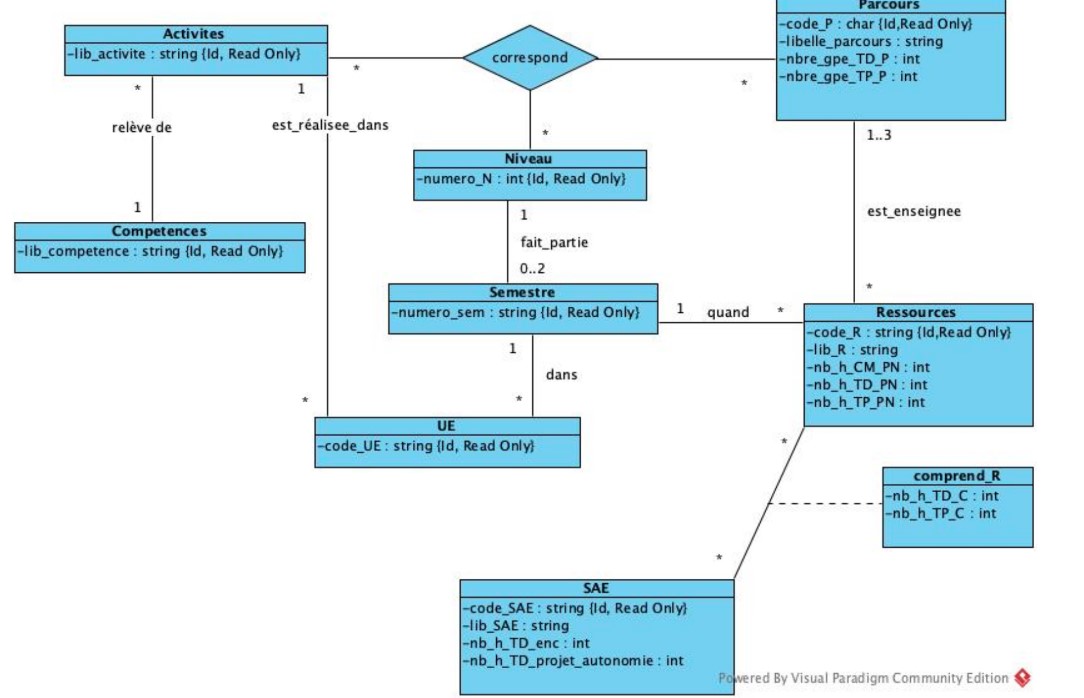 Parcours
-code_P : char {Id,Read Only}
-libelle_parcours : string
-nbre_gpe_TD_P : int
-nbre_gpe_TP_P : int
Activites
-lib_activite : string {Id, Read Only}
correspond
*
*
*
1
*
relève de
est_réalisee_dans
1..3
Niveau
-numero_N : int {Id, Read Only}
1
1
fait_partie
0..2
est_enseignee
*
Competences
-lib_competence : string {Id, Read Only}
Semestre
-numero_sem : string {Id, Read Only}
1
quand
*
Ressources
-code_R : string {Id,Read Only}
-lib_R : string
-nb_h_CM_PN : int
-nb_h_TD_PN : int
-nb_h_TP_PN : int
1
dans
*
*
UE
-code_UE : string {Id, Read Only}
*
comprend_R
-nb_h_TD_C : int
-nb_h_TP_C : int
*
SAE
-code_SAE : string {Id, Read Only}
-lib_SAE : string
-nb_h_TD_enc : int
-nb_h_TD_projet_autonomie : int
Powered By Visual Paradigm Community Edition